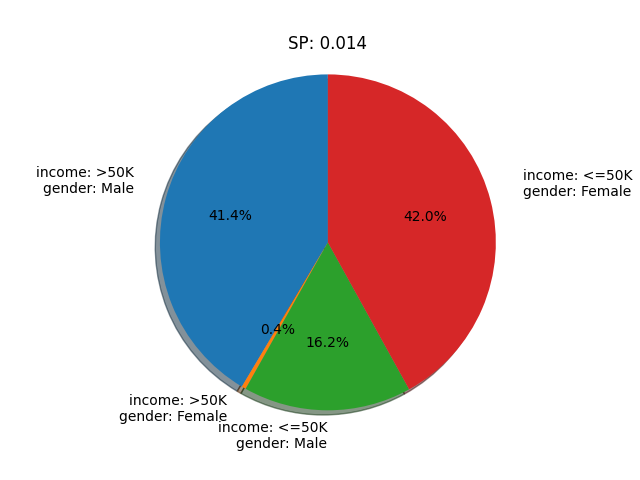 SP: 0.014
income: >50K
gender: Male
41.4%
income: <=50K
gender: Female
42.0%
0.4%
16.2%
income: >50K
gender: Female
income: <=50K
gender: Male